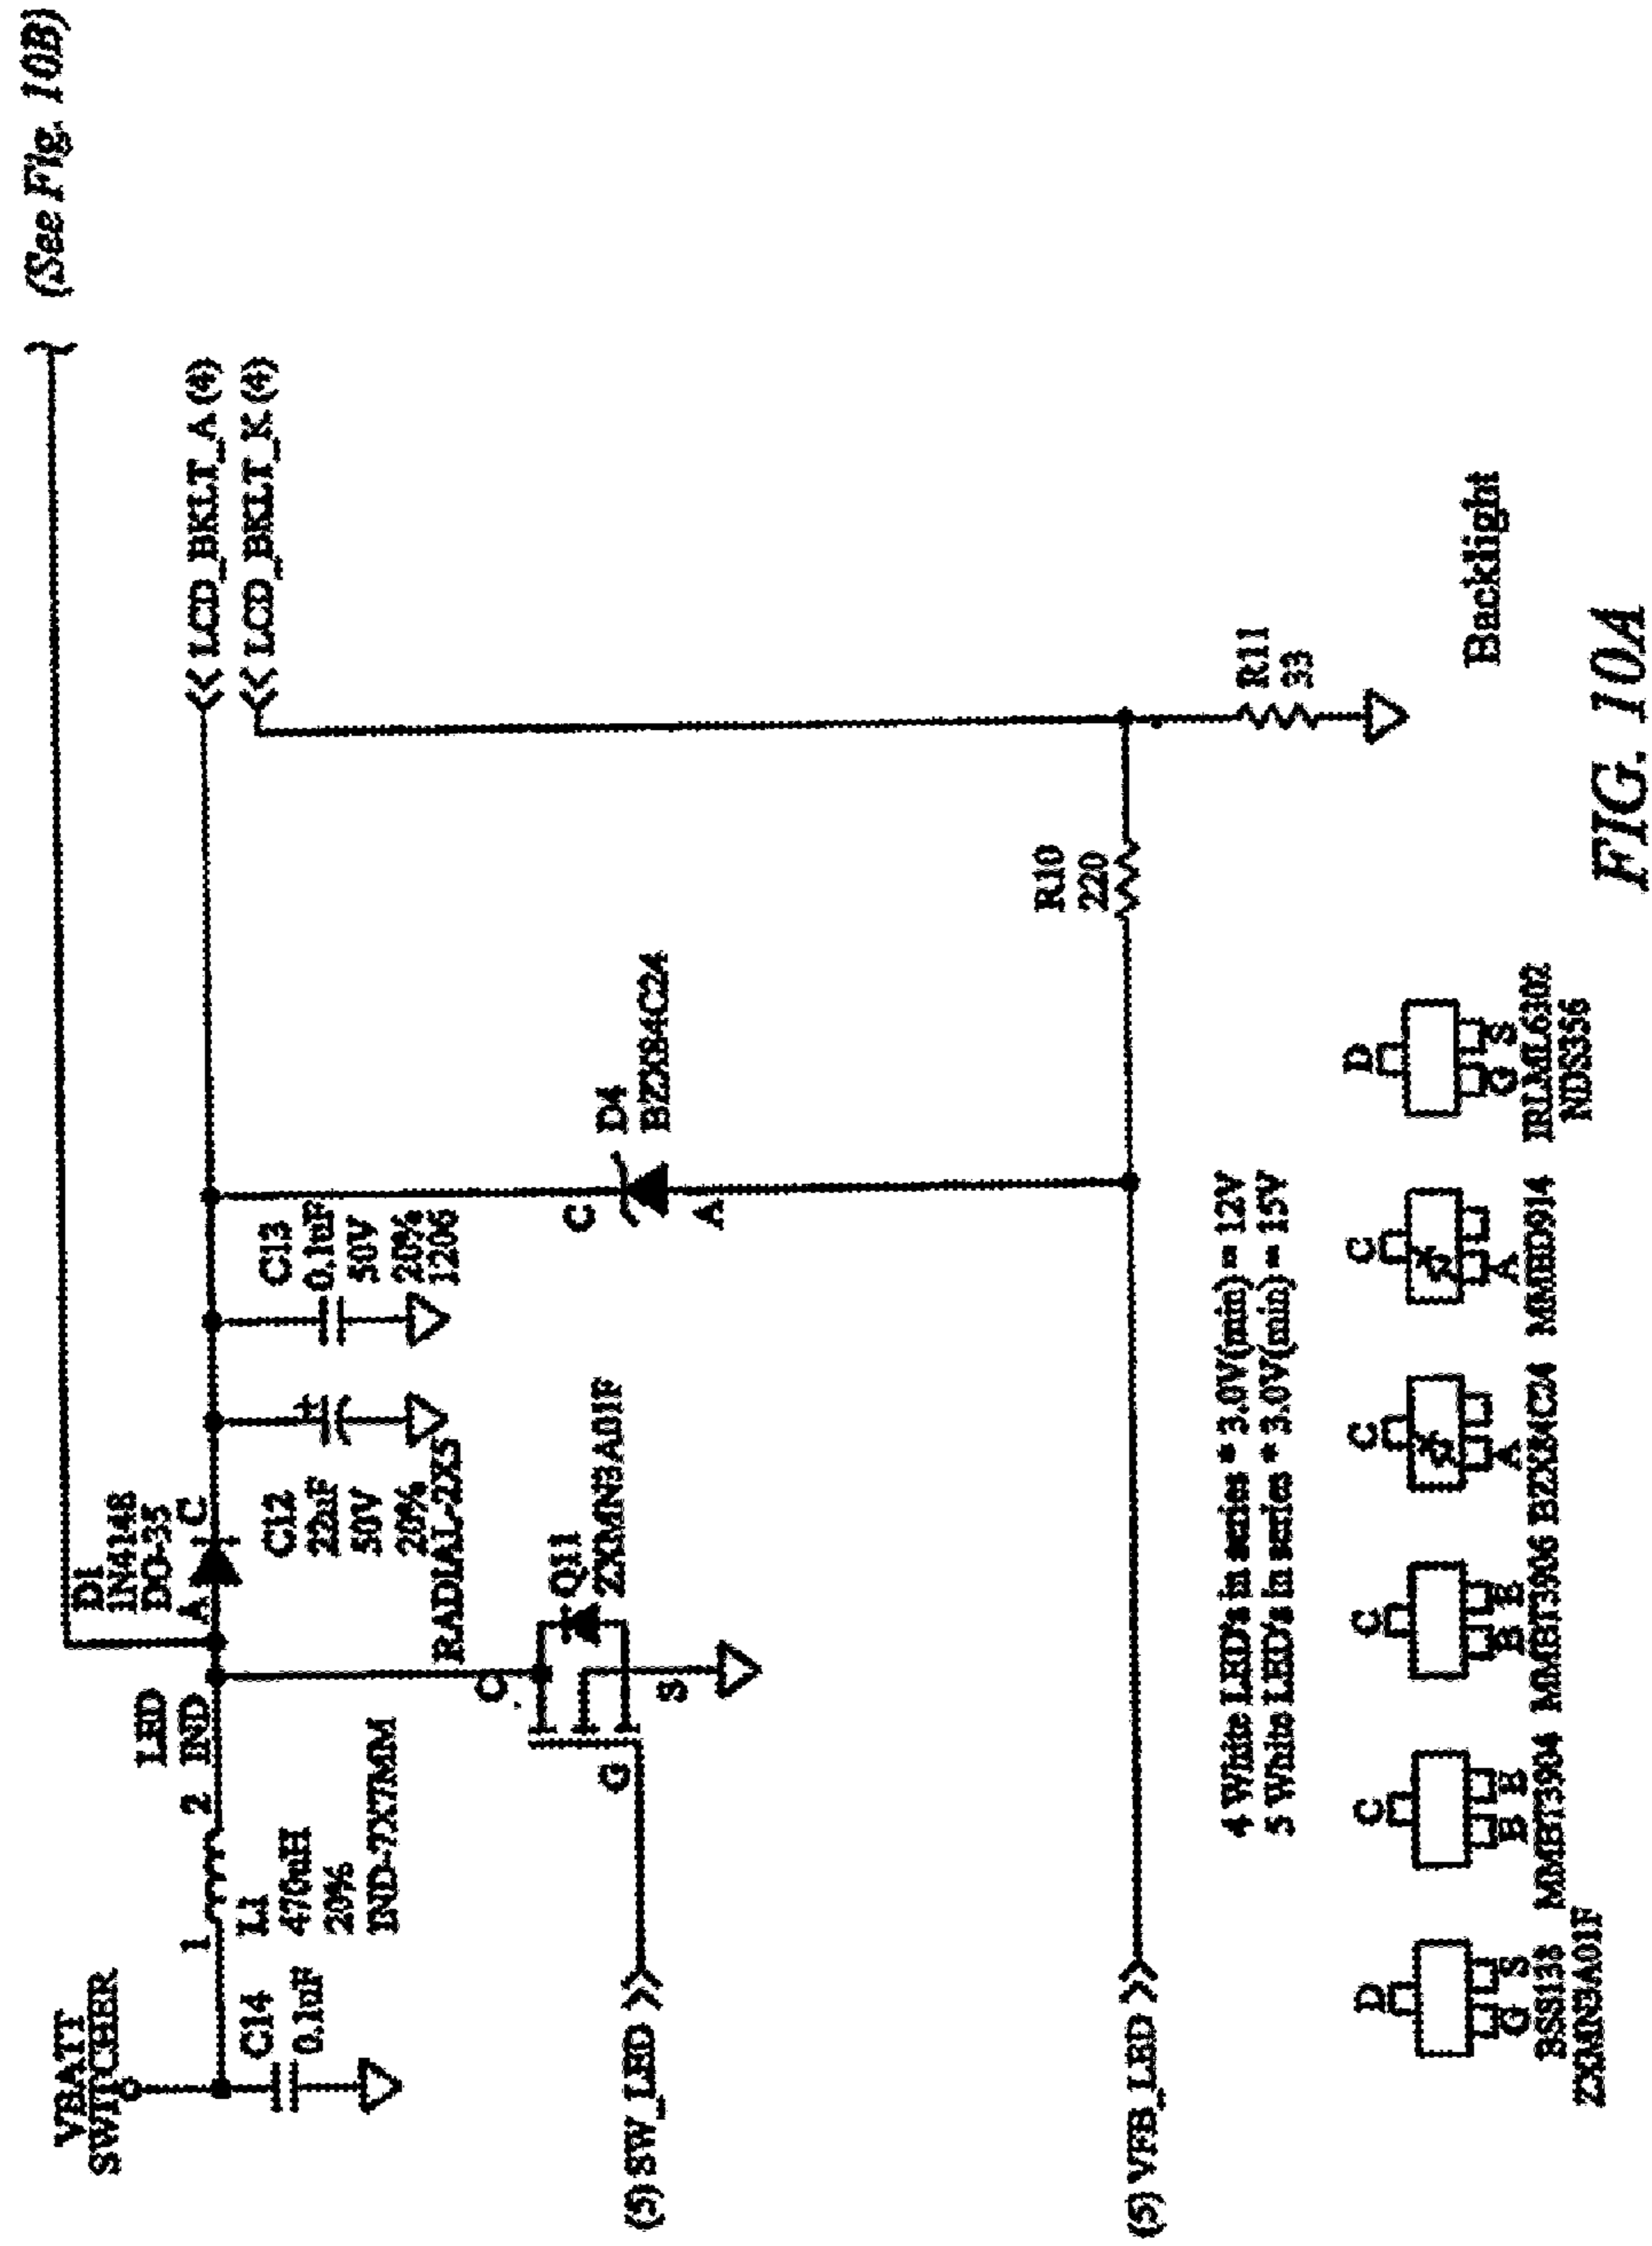 (See Fig. 10B)
VBATT
SWITCHER
C14
0.1uF
1
2
L1
470uH
20%
IND-7X7MM
LED
IND
D1
1N4148
DO-35
A
C
C12
22uF
50V
20%
RADIAL-2X5
C13
0.1uF
50V
20%
1206
LCD_BKLT_A (4)
LCD_BKLT_K (4)
Q11
ZXMN3A01F
G
S
D4
BZX84C24
C
A
(5) SW_LED
R10
220
R11
33
(5) VFB_LED
4 White LED's in series * 3.0V(min) = 12V
5 White LED's in series * 3.0V(min) = 15V
D
G S
BSS138
ZXMN3A01F
C
B E
MMBT3904
C
B E
MMBT3906
C
A
BZX84C24
C
A
MMBD914
D
G S
IRLML6302
NDS356
Backlight
FIG. 10A